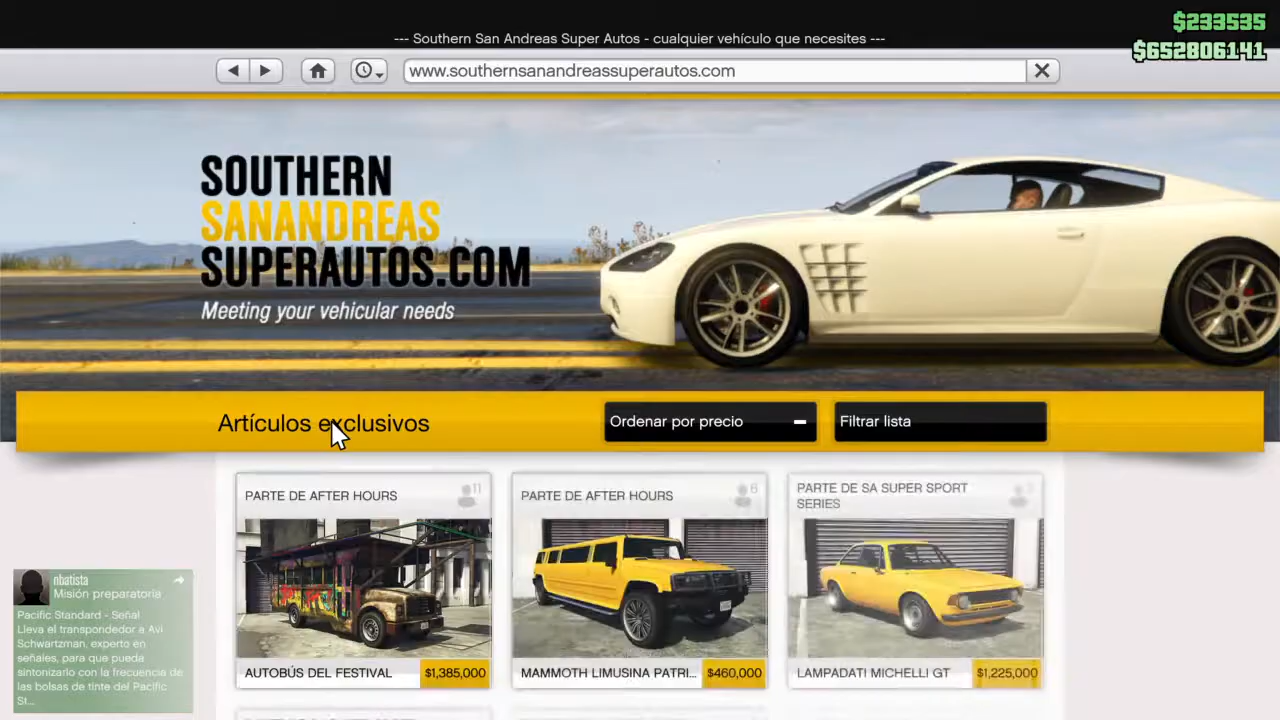 --- Southern San Andreas Super Autos - cualquier vehículo que necesites ---
$233535
$652806141
www.southernsanandreassuperautos.com
SOUTHERN
SANANDREAS
SUPERAUTOS.COM
Meeting your vehicular needs
Artículos exclusivos
Ordenar por precio
Filtrar lista
PARTE DE AFTER HOURS
11
PARTE DE AFTER HOURS
6
PARTE DE SA SUPER SPORT
SERIES
AUTOBÚS DEL FESTIVAL
$1,385,000
MAMMOTH LIMUSINA PATRI...
$460,000
LAMPADATI MICHELLI GT
$1,225,000
nbatista
Misión preparatoria
Pacific Standard - Señal
Lleva el transpondedor a Avi
Schwartzman, experto en
señales, para que pueda
sintonizarlo con la frecuencia de
las bolsas de tinte del Pacific
St...